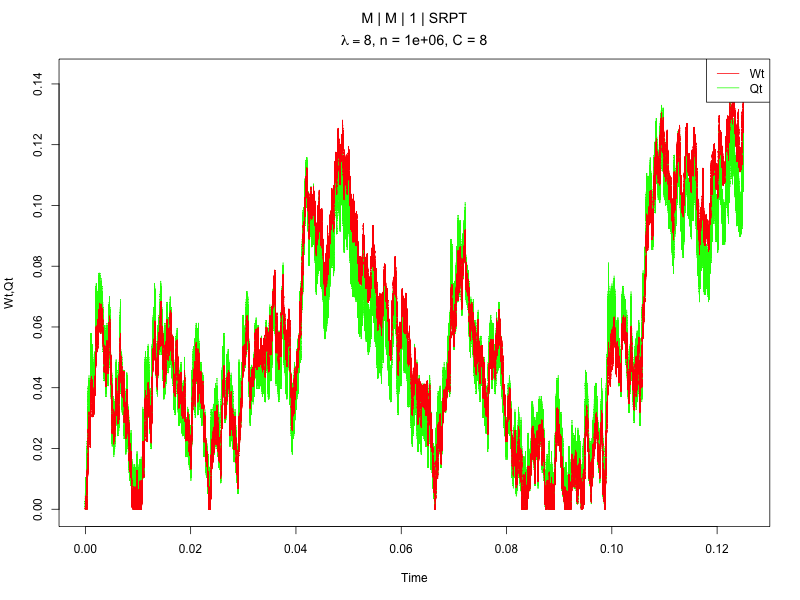 M | M | 1 | SRPT
λ = 8, n = 1e+06, C = 8
Wt
Qt
0.14
0.12
0.10
0.08
0.06
0.04
0.02
0.00
Wt,Qt
0.00 0.02 0.04 0.06 0.08 0.10 0.12
Time